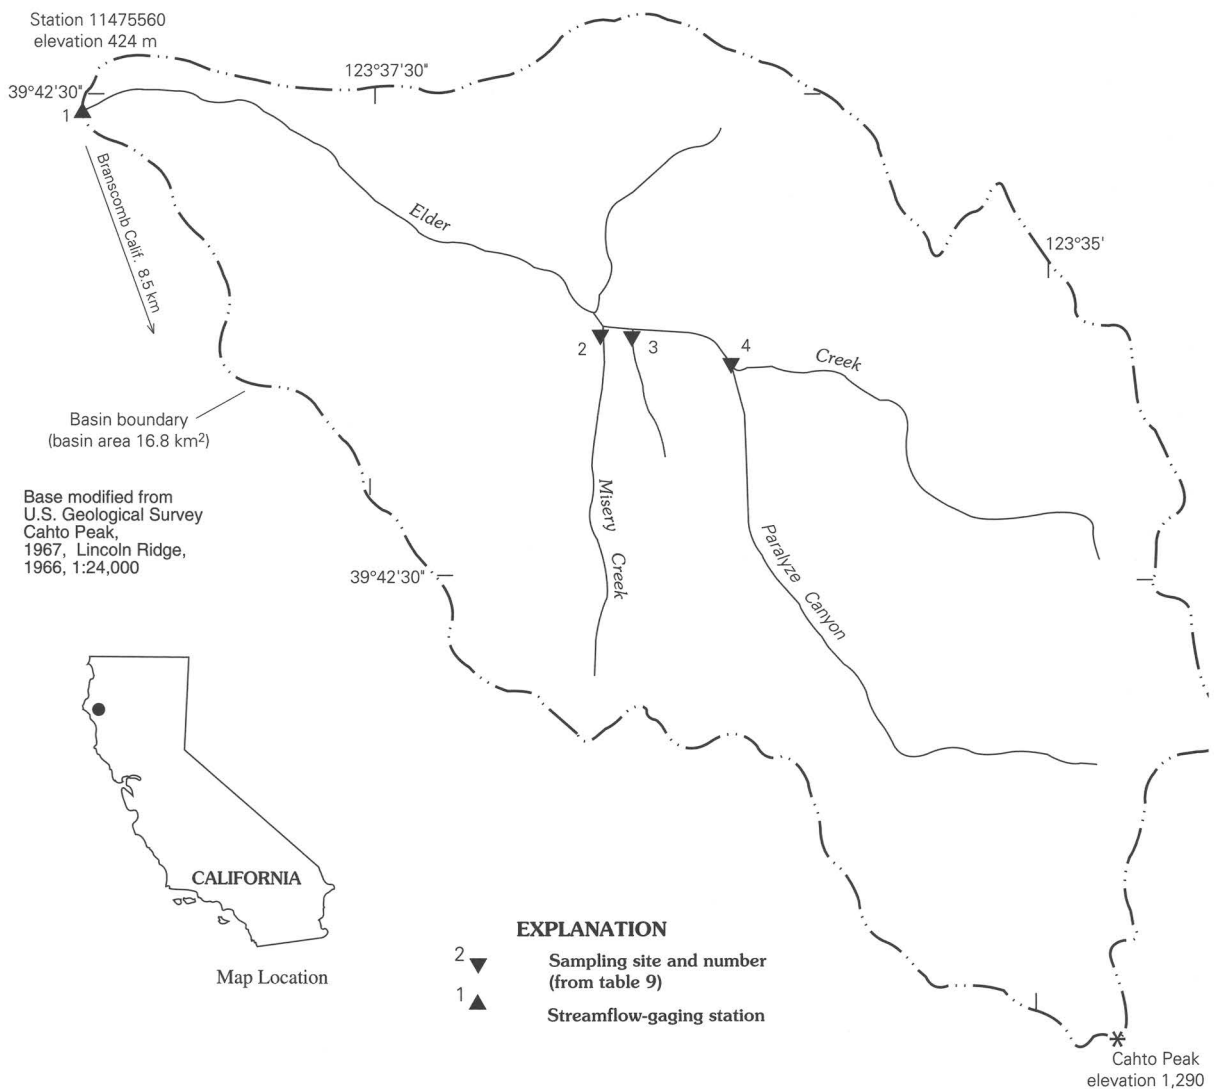 Station 11475560
elevation 424 m
123°37'30"
39°42'30"
1
Branscomb Calif. 8.5 km
Elder
123°35'
2
3
4
Creek
Basin boundary
(basin area 16.8 km²)
Base modified from
U.S. Geological Survey
Cahto Peak,
1967, Lincoln Ridge,
1966, 1:24,000
Misery Creek
Paralyze Canyon
39°42'30"
CALIFORNIA
Map Location
EXPLANATION
2
Sampling site and number
(from table 9)
1
Streamflow-gaging station
Cahto Peak
elevation 1,290